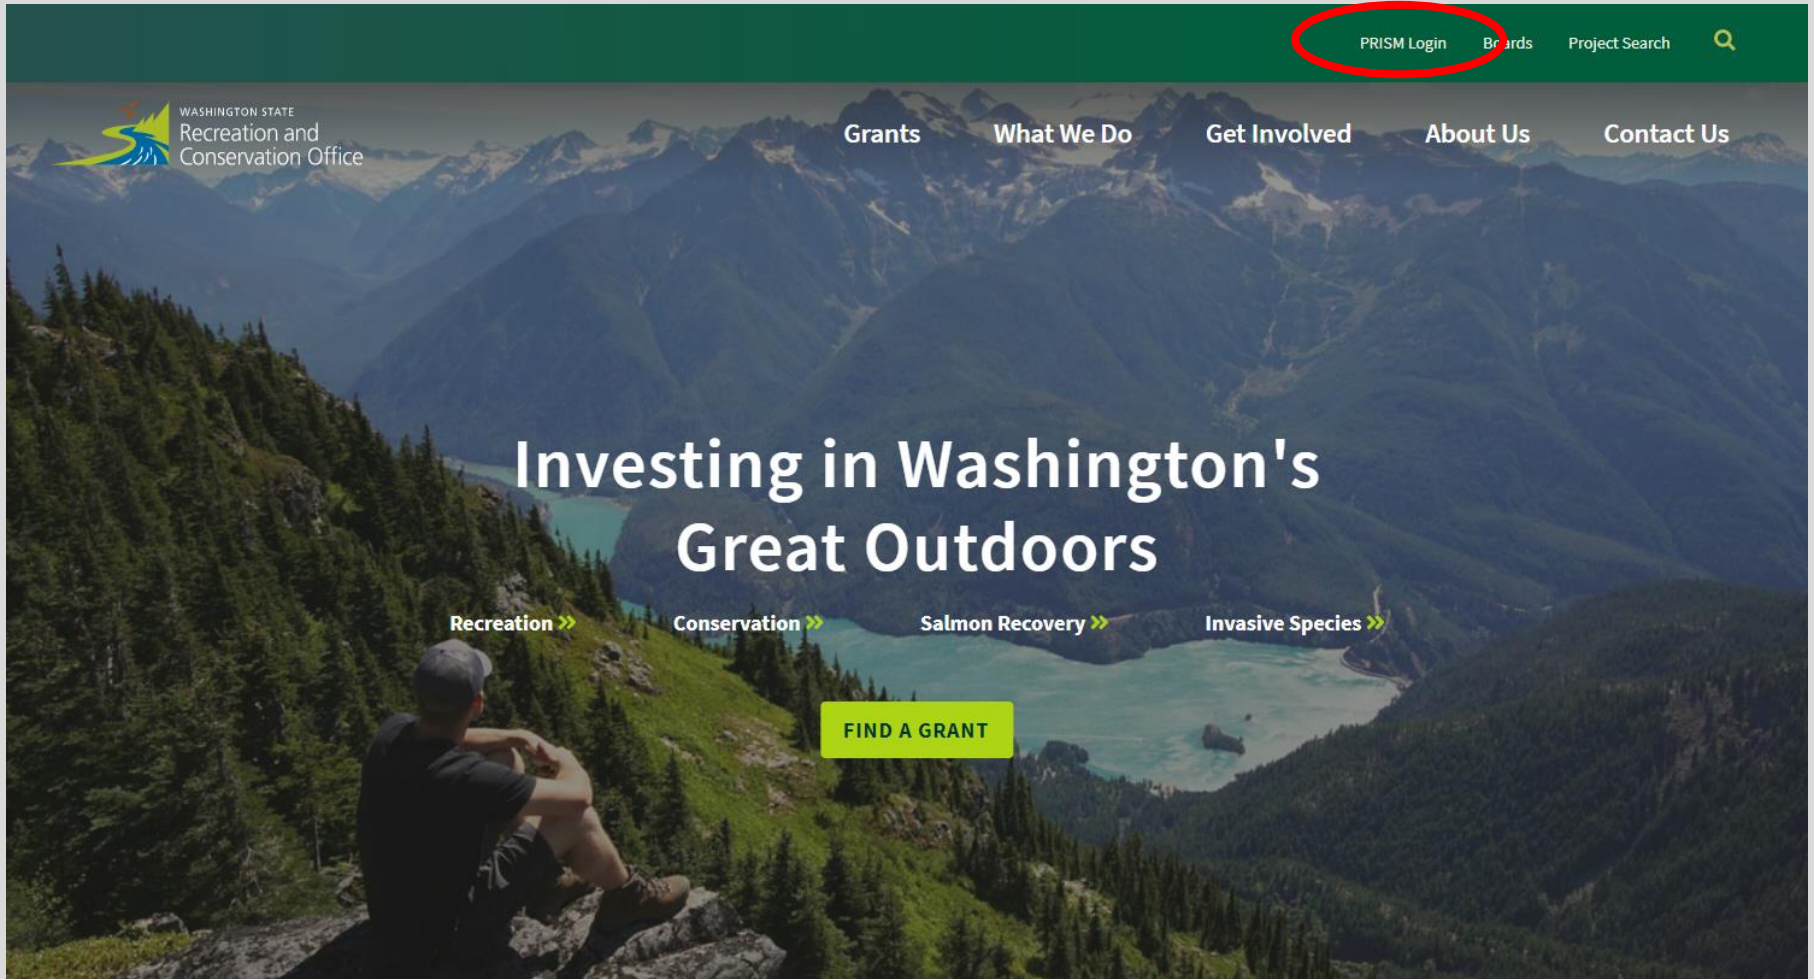 PRISM Login Boards Project Search
WASHINGTON STATE
Recreation and
Conservation Office
Grants What We Do Get Involved About Us Contact Us
Investing in Washington's
Great Outdoors
Recreation Conservation Salmon Recovery Invasive Species
FIND A GRANT